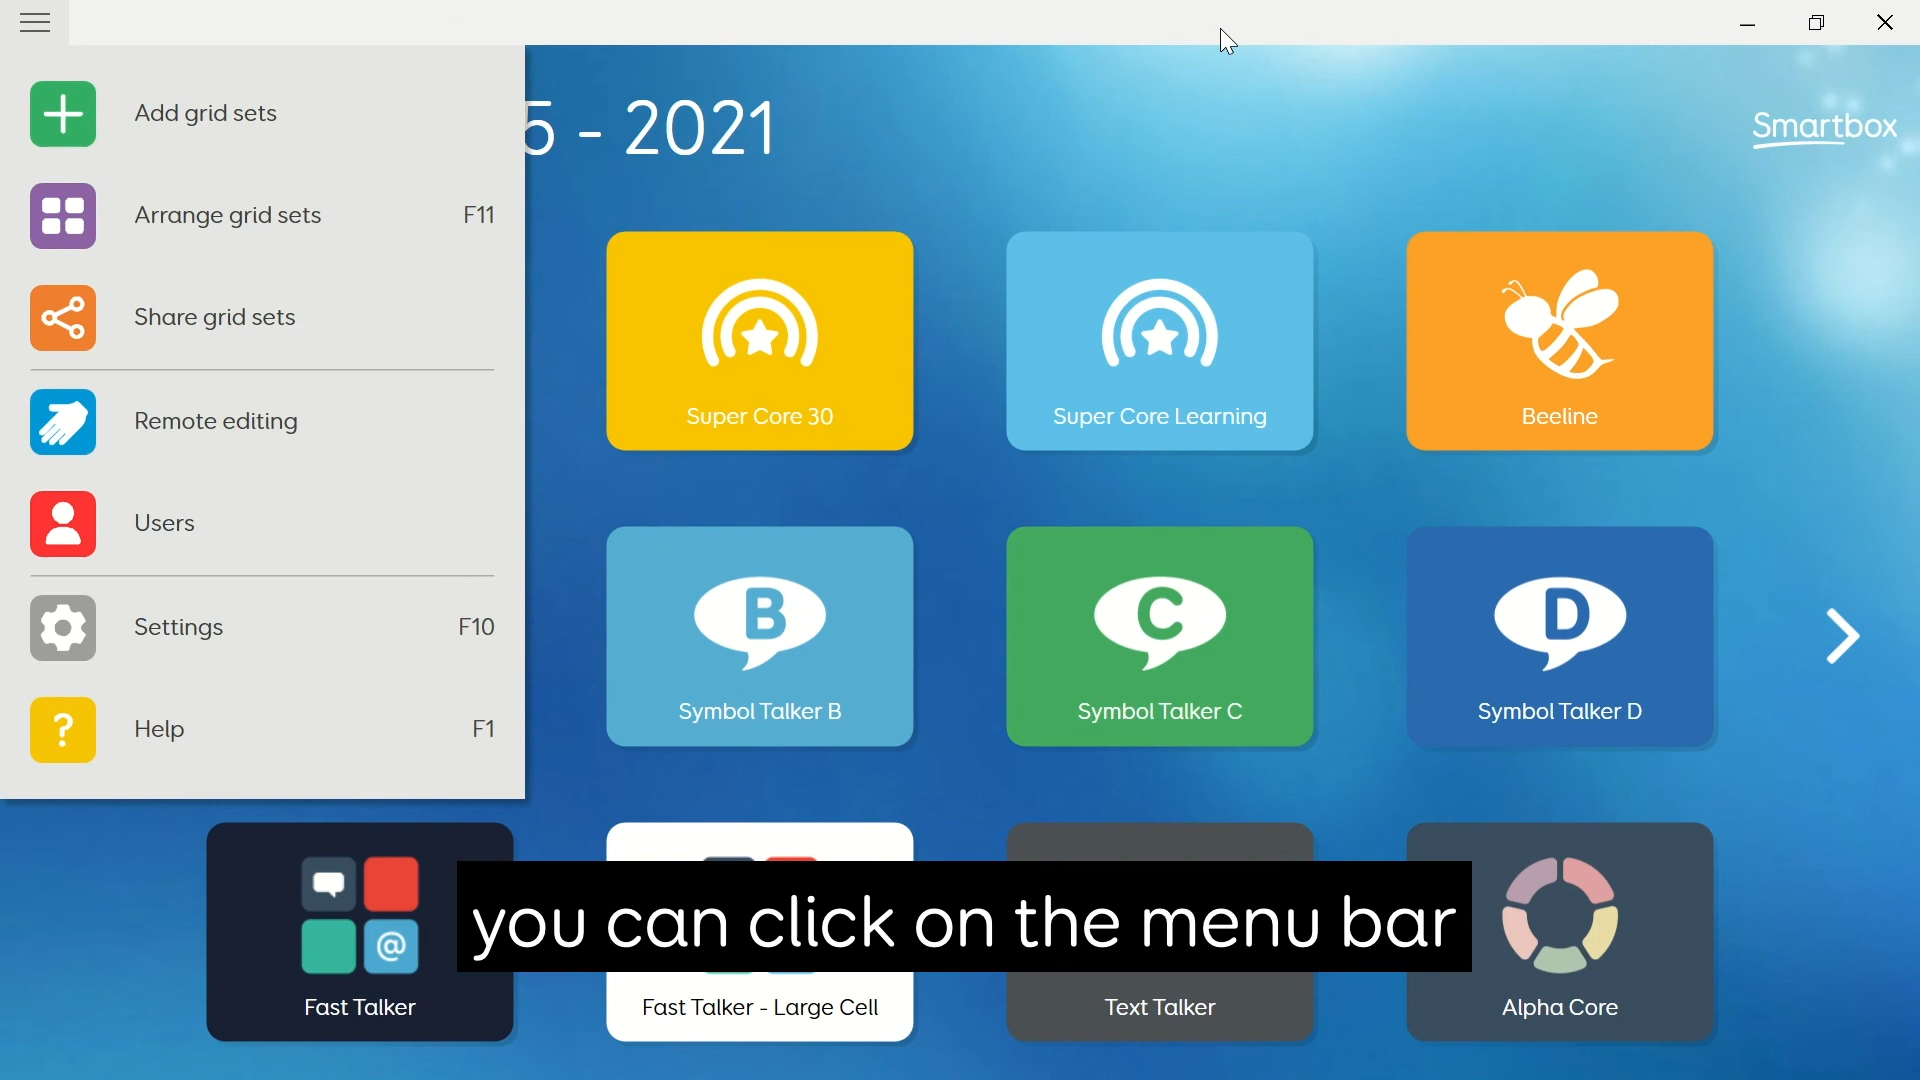 Add grid sets
Arrange grid sets F11
Share grid sets
Remote editing
Users
Settings F10
? Help F1
5 - 2021
Smartbox
Super Core 30
Super Core Learning
Beeline
B
Symbol Talker B
C
Symbol Talker C
D
Symbol Talker D
@
Fast Talker
Fast Talker - Large Cell
Text Talker
Alpha Core
you can click on the menu bar